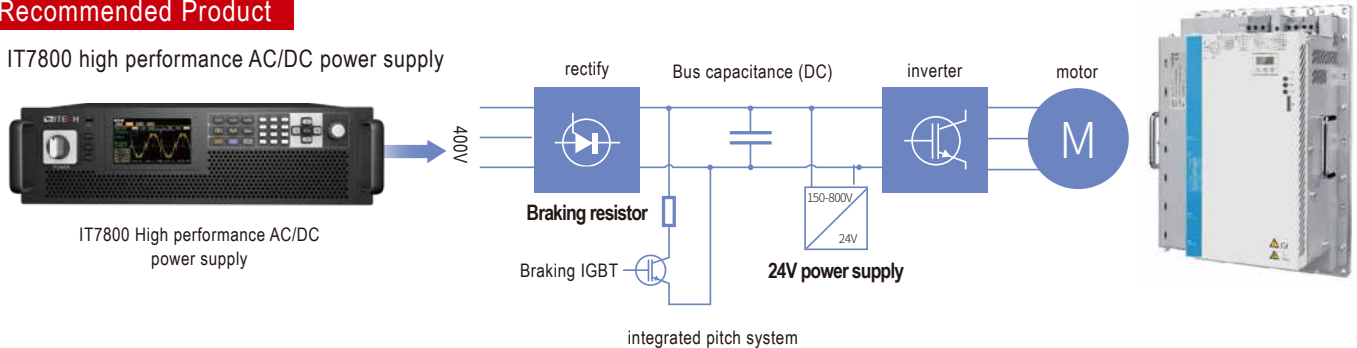 Recommended Product
IT7800 high performance AC/DC power supply
ITECH
400V
rectify
Bus capacitance (DC)
inverter
motor
M
Braking resistor
150-800V
24V
Braking IGBT
24V power supply
IT7800 High performance AC/DC
power supply
integrated pitch system